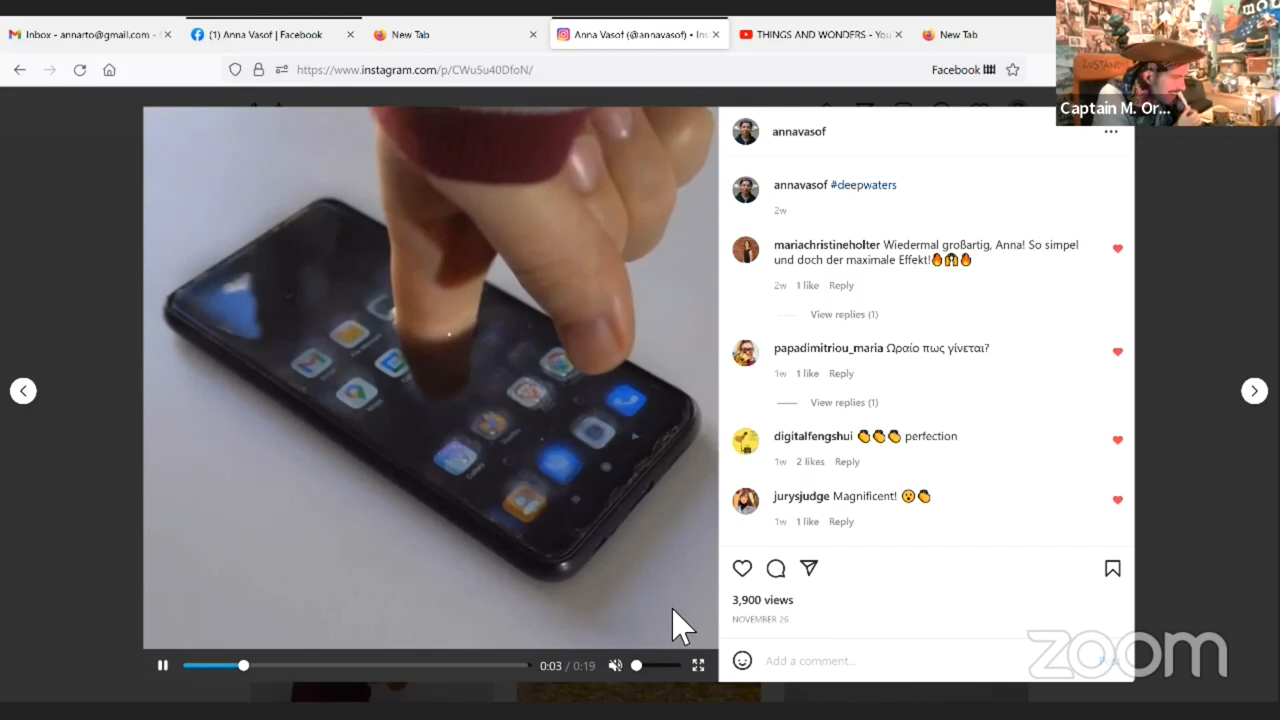 Inbox - annarto@gmail.com -
(1) Anna Vasof | Facebook
New Tab
Anna Vasof (@annavasof) • Ins
THINGS AND WONDERS - You
New Tab
https://www.instagram.com/p/CWu5u40DfoN/
Facebook
Captain M. Or...
annavasof
annavasof #deepwaters
2w
mariachristineholter Wiedermal großartig, Anna! So simpel
und doch der maximale Effekt!🔥🙌🔥
2w 1 like Reply
View replies (1)
papadimitriou_maria Ωραίο πως γίνεται?
1w 1 like Reply
View replies (1)
digitalfengshui 👏👏👏 perfection
1w 2 likes Reply
jurysjudge Magnificent! 😮👏
1w 1 like Reply
3,900 views
NOVEMBER 26
Add a comment...
0:03 / 0:19
zoom